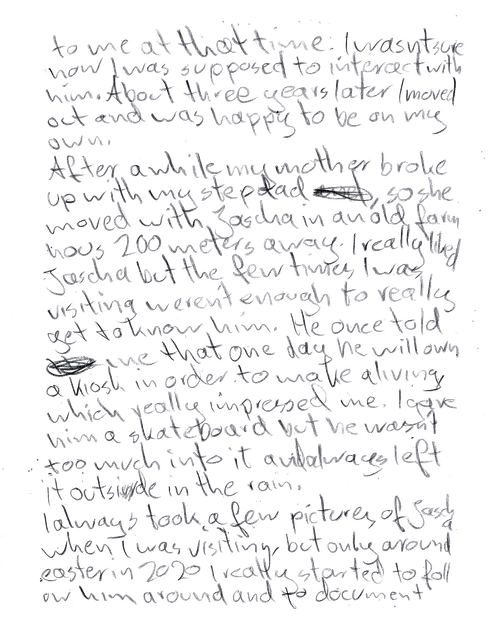 to me at that time. I wasn't sure
how I was supposed to interact with
him. About three years later I moved
out and was happy to be on my
own.
After a while my mother broke
up with my stepdad, so she
moved with Jascha in an old farm
hous 200 meters away. I really liked
Jascha but the few times I was
visiting weren't enough to really
get to know him. He once told
me that one day he will own
a kiosk in order to make a living
which really impressed me. I gave
him a skateboard but he wasn't
too much into it and always left
it outside in the rain.
I always took a few pictures of Jascha
when I was visiting, but only around
easter in 2020 I really started to foll
ow him around and to document